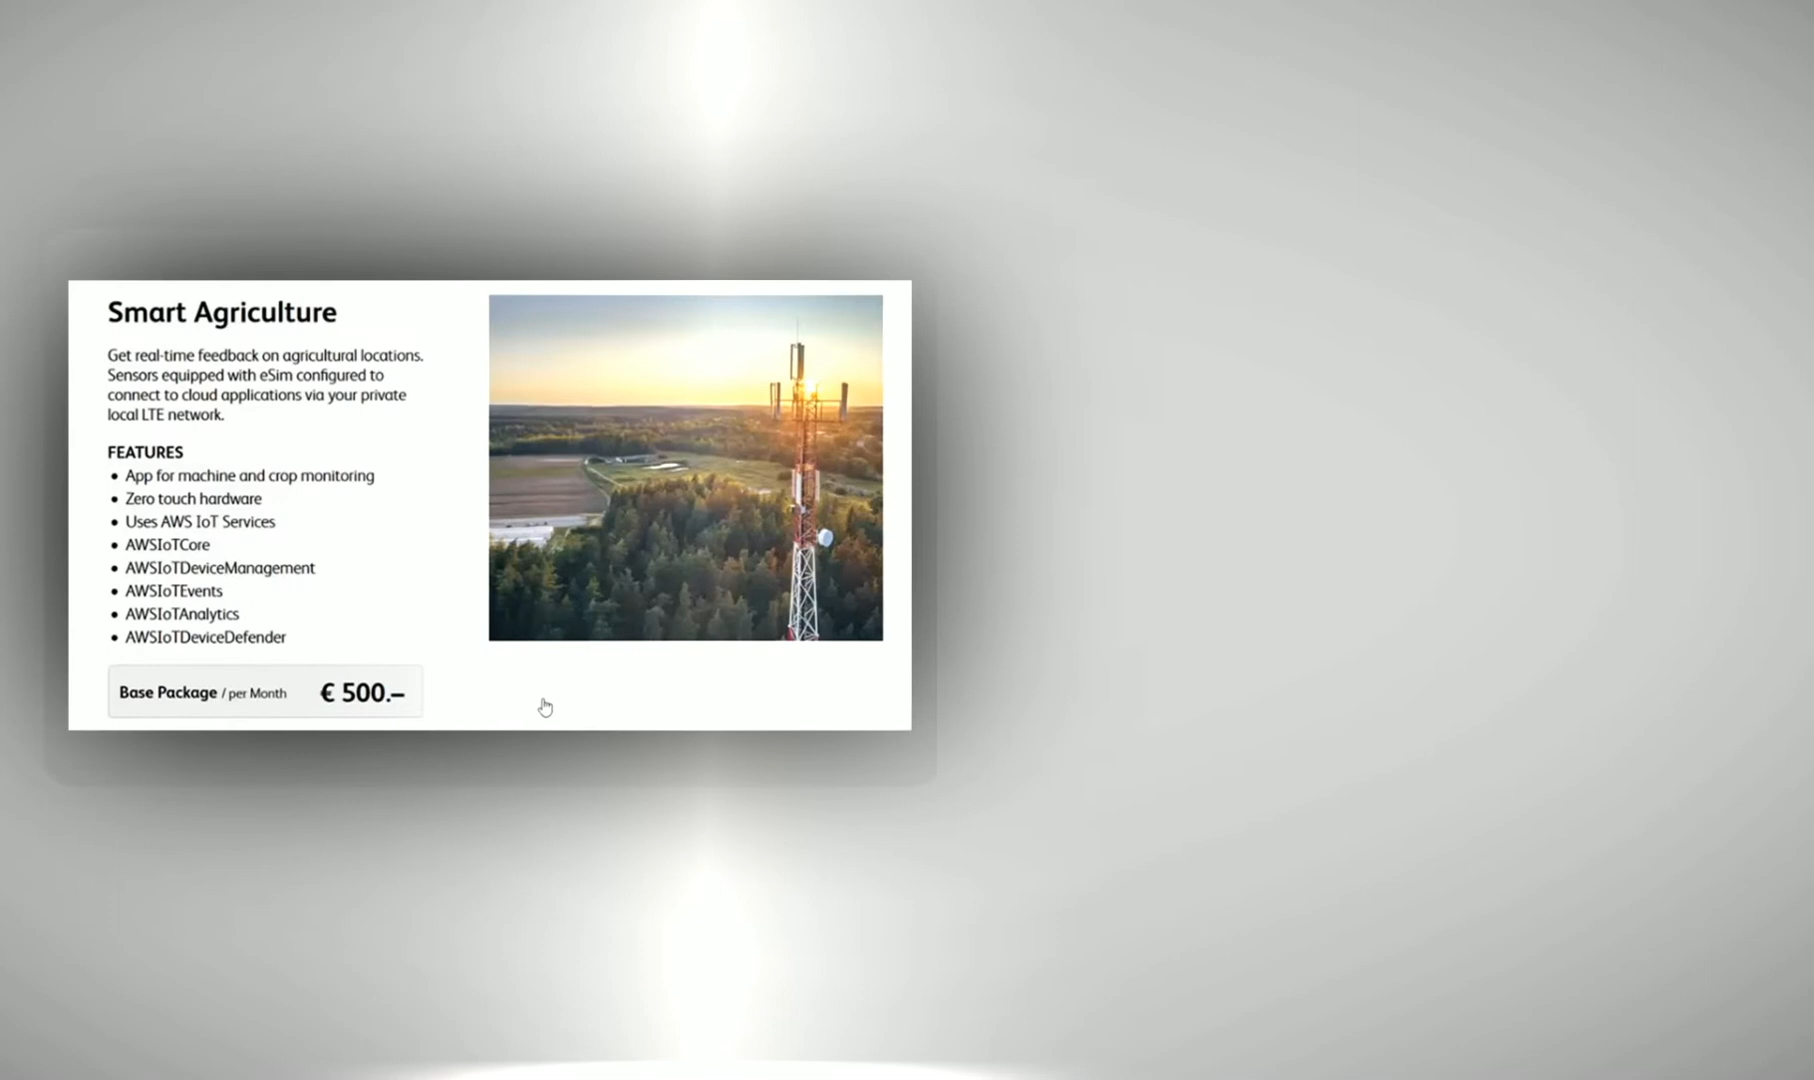 Smart Agriculture
Get real-time feedback on agricultural locations.
Sensors equipped with eSim configured to
connect to cloud applications via your private
local LTE network.
FEATURES
• App for machine and crop monitoring
• Zero touch hardware
• Uses AWS IoT Services
• AWSIoTCore
• AWSIoTDeviceManagement
• AWSIoTEvents
• AWSIoTAnalytics
• AWSIoTDeviceDefender
Base Package / per Month € 500.–